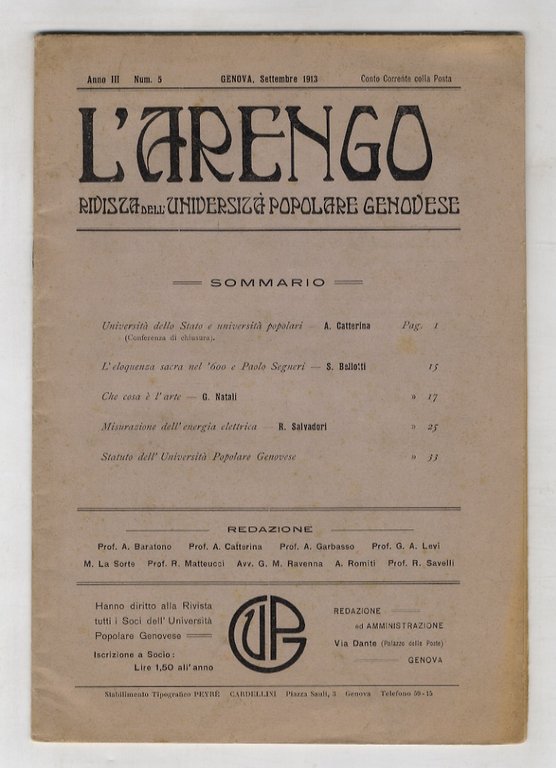 Anno III Num. 5 GENOVA, Settembre 1913 Conto Corrente colla Posta
L'ARENGO
RIVISTA DELL'UNIVERSITÀ POPOLARE GENOVESE
SOMMARIO
Università dello Stato e università popolari — A. Catterina Pag. 1
(Conferenza di chiusura).
L'eloquenza sacra nel '600 e Paolo Segneri — S. Bellotti 15
Che cosa è l'arte — G. Natali » 17
Misurazione dell'energia elettrica — R. Salvadori » 25
Statuto dell'Università Popolare Genovese » 33
REDAZIONE
Prof. A. Baratono Prof. A. Catterina Prof. A. Garbasso Prof. G. A. Levi
M. La Sorte Prof. R. Matteucci Avv. G. M. Ravenna A. Romiti Prof. R. Savelli
Hanno diritto alla Rivista
tutti i Soci dell'Università
Popolare Genovese
Iscrizione a Socio:
Lire 1,50 all'anno
GUP
REDAZIONE
ed AMMINISTRAZIONE
Via Dante (Palazzo delle Poste)
GENOVA
Stabilimento Tipografico PEYRÈ CARDELLINI Piazza Sauli, 3 Genova Telefono 50-45